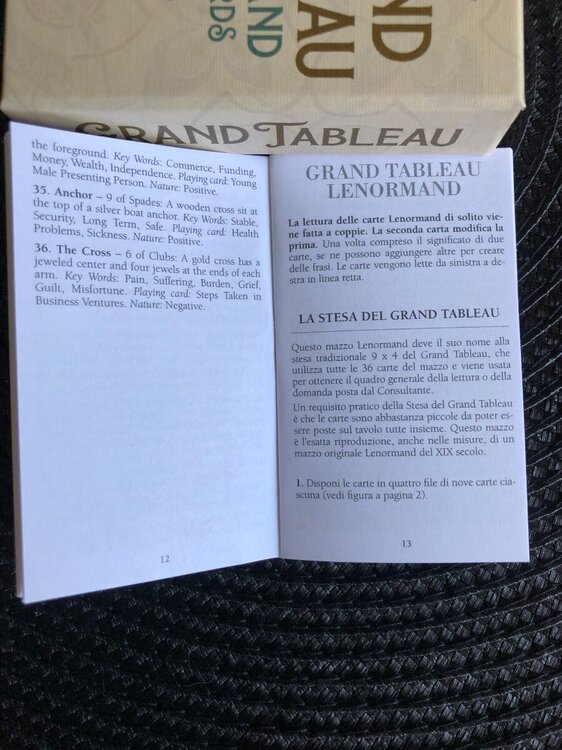 ND
AU
AND
RDS
GRAND TABLEAU
the foreground. Key Words: Commerce, Funding,
Money, Wealth, Independence. Playing card: Young
Male Presenting Person. Nature: Positive.
35. Anchor – 9 of Spades: A wooden cross sit at
the top of a silver boat anchor. Key Words: Stable,
Security, Long Term, Safe. Playing card: Health
Problems, Sickness. Nature: Positive.
36. The Cross – 6 of Clubs: A gold cross has a
jeweled center and four jewels at the ends of each
arm. Key Words: Pain, Suffering, Burden, Grief,
Guilt, Misfortune. Playing card: Steps Taken in
Business Ventures. Nature: Negative.
12
GRAND TABLEAU
LENORMAND
La lettura delle carte Lenormand di solito vie-
ne fatta a coppie. La seconda carta modifica la
prima. Una volta compreso il significato di due
carte, se ne possono aggiungere altre per creare
delle frasi. Le carte vengono lette da sinistra a de-
stra in linea retta.
LA STESA DEL GRAND TABLEAU
Questo mazzo Lenormand deve il suo nome alla
stesa tradizionale 9 x 4 del Grand Tableau, che
utilizza tutte le 36 carte del mazzo e viene usata
per ottenere il quadro generale della lettura o della
domanda posta dal Consultante.
Un requisito pratico della Stesa del Grand Tableau
è che le carte sono abbastanza piccole da poter es-
sere poste sul tavolo tutte insieme. Questo mazzo
è l'esatta riproduzione, anche nelle misure, di un
mazzo originale Lenormand del XIX secolo.
1. Disponi le carte in quattro file di nove carte cia-
scuna (vedi figura a pagina 2).
13